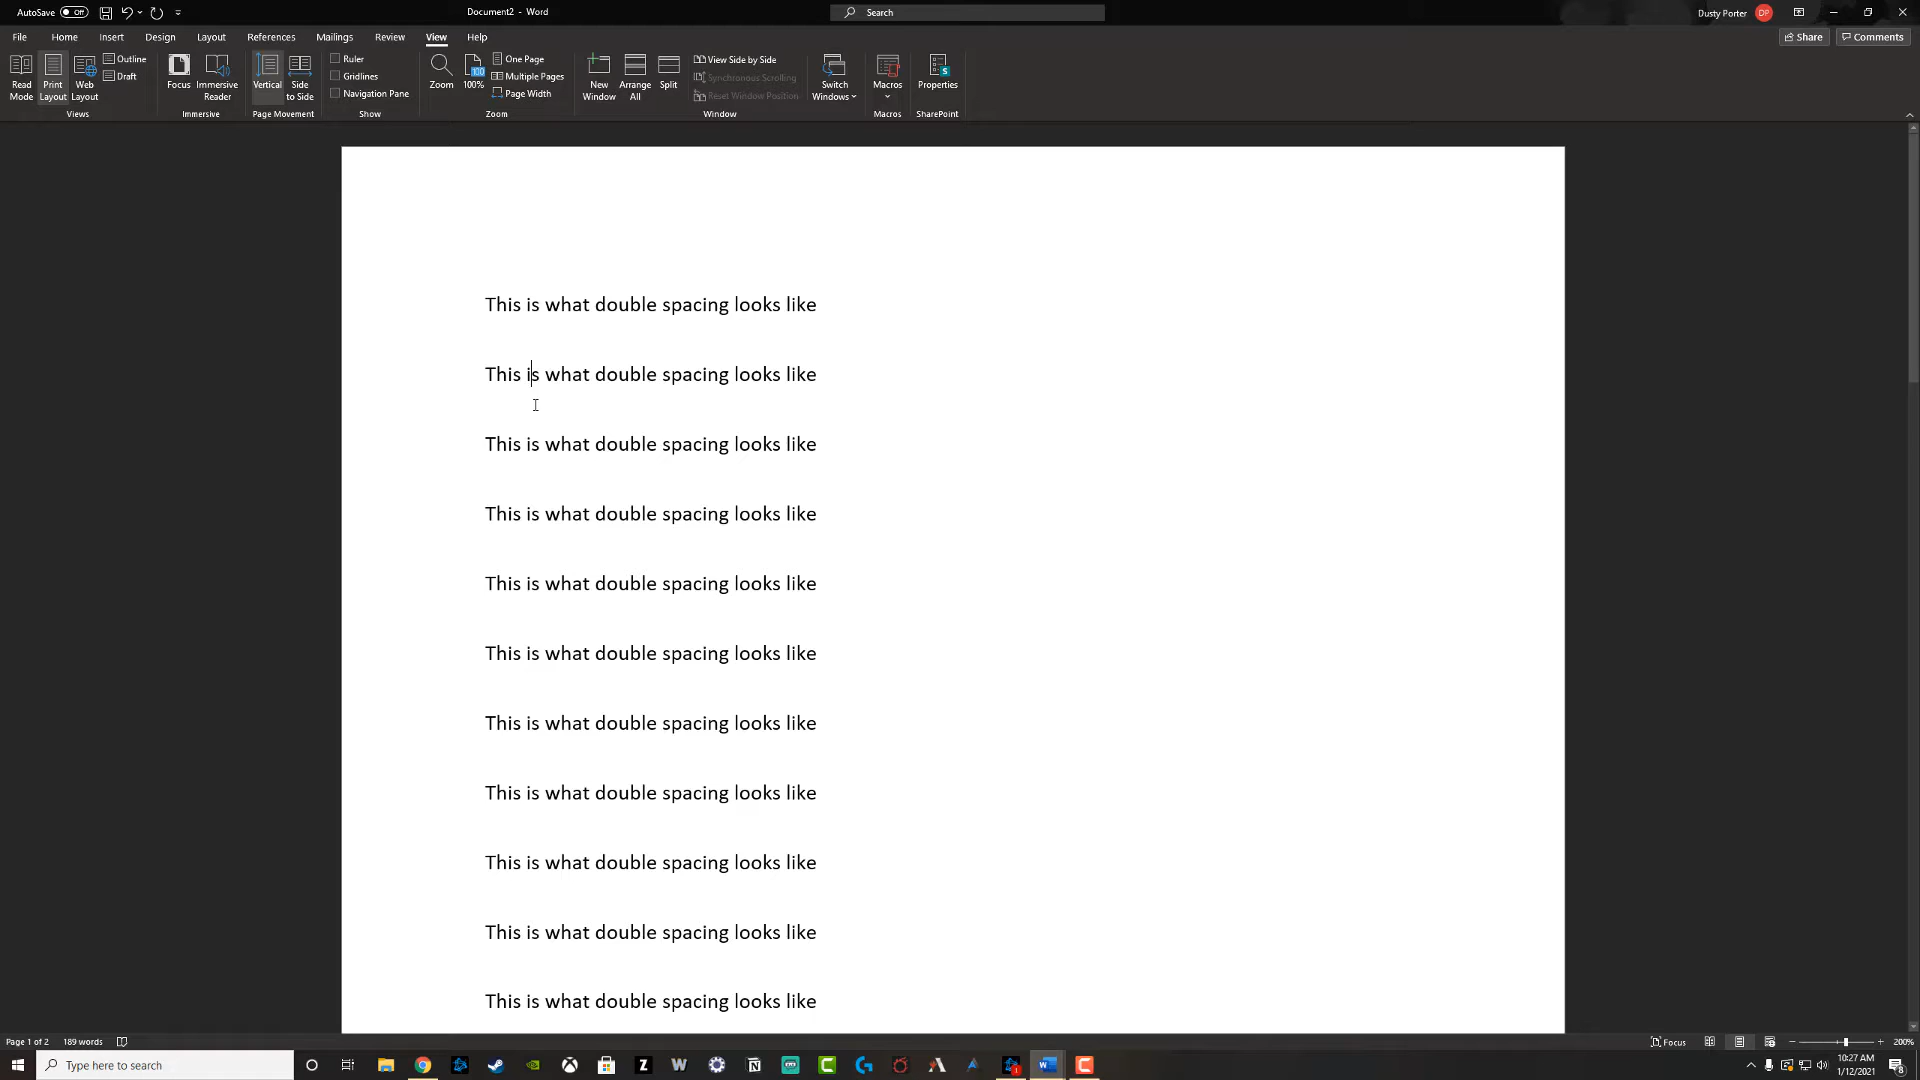 AutoSave Off Document2 - Word Search Dusty Porter DP
File Home Insert Design Layout References Mailings Review View Help Share Comments
Read Mode
Print Layout
Web Layout
Outline
Draft
Views
Focus
Immersive Reader
Immersive
Vertical
Side to Side
Page Movement
Ruler
Gridlines
Navigation Pane
Show
Zoom
100
100%
One Page
Multiple Pages
Page Width
Zoom
New Window
Arrange All
Split
View Side by Side
Synchronous Scrolling
Reset Window Position
Window
Switch Windows
Macros
Macros
Properties
SharePoint
This is what double spacing looks like
This is what double spacing looks like
This is what double spacing looks like
This is what double spacing looks like
This is what double spacing looks like
This is what double spacing looks like
This is what double spacing looks like
This is what double spacing looks like
This is what double spacing looks like
This is what double spacing looks like
This is what double spacing looks like
Page 1 of 2 189 words Focus 200%
Type here to search
10:27 AM
1/12/2021